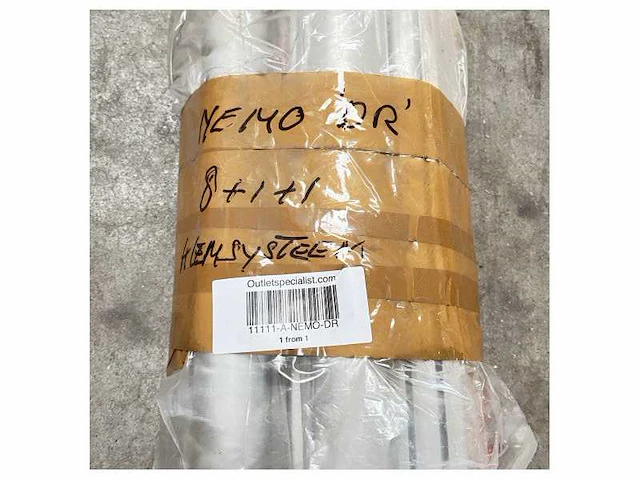 NEMO 'DR'
8+1+1
KLEMSYSTEEM
Outletspecialist.com
11111-A-NEMO-DR
1 from 1